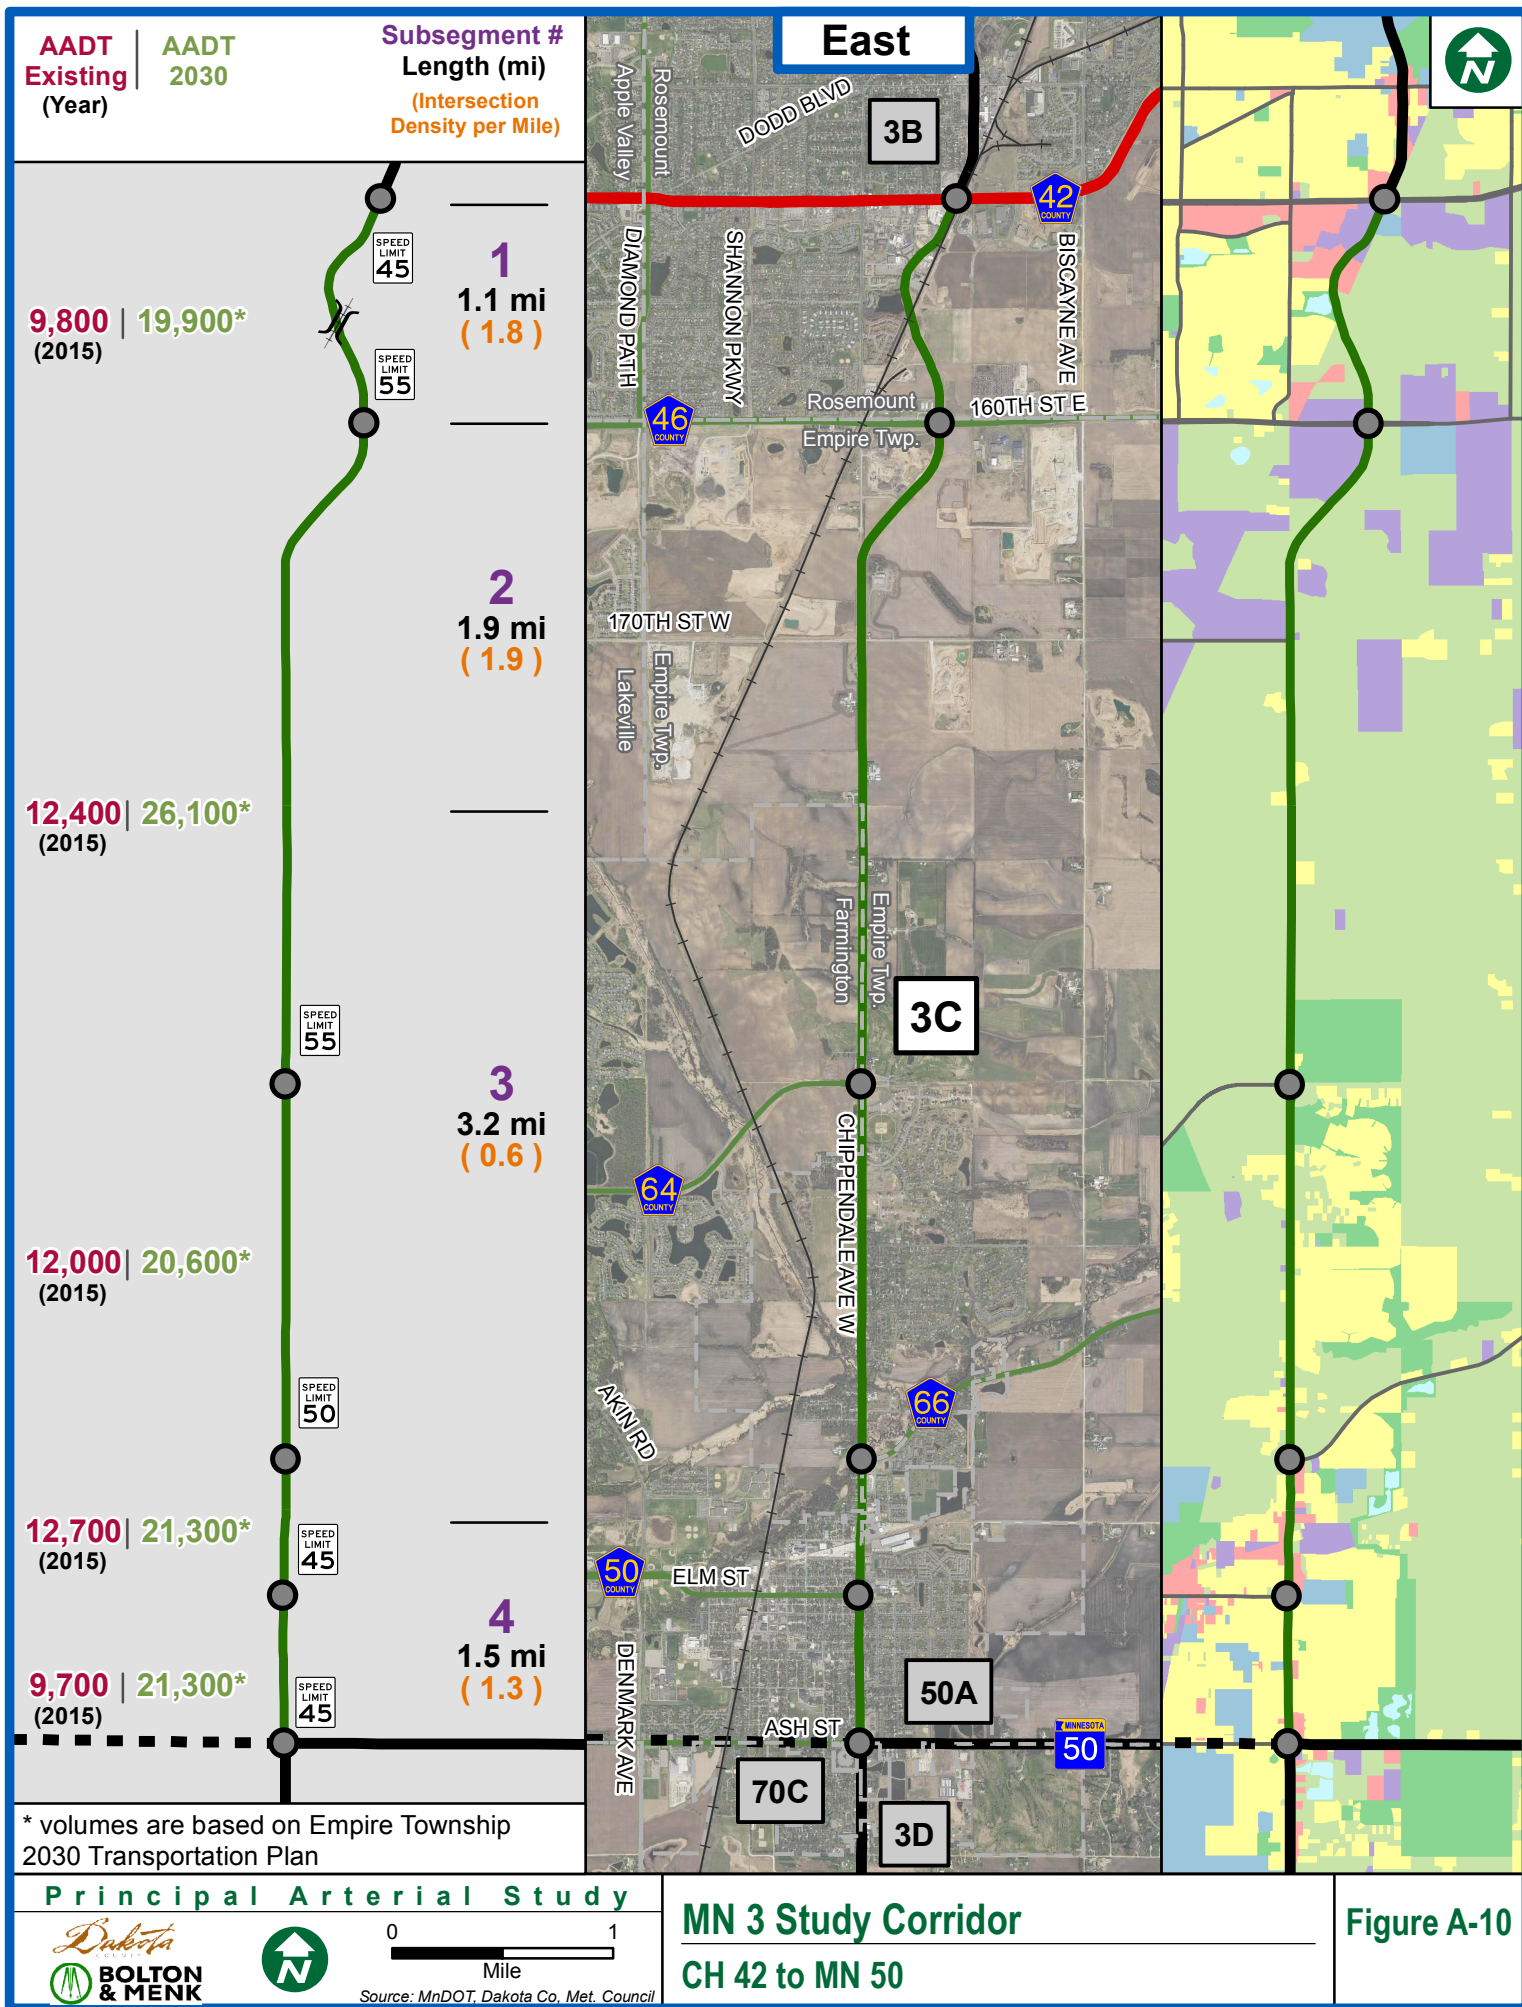 AADT
Existing
(Year)
AADT
2030
Subsegment #
Length (mi)
(Intersection
Density per Mile)
SPEED
LIMIT
45
1
1.1 mi
( 1.8 )
9,800 | 19,900*
(2015)
SPEED
LIMIT
55
2
1.9 mi
( 1.9 )
12,400 | 26,100*
(2015)
SPEED
LIMIT
55
3
3.2 mi
( 0.6 )
12,000 | 20,600*
(2015)
SPEED
LIMIT
50
12,700 | 21,300*
(2015)
SPEED
LIMIT
45
4
1.5 mi
( 1.3 )
9,700 | 21,300*
(2015)
SPEED
LIMIT
45
* volumes are based on Empire Township
2030 Transportation Plan
East
N
Apple Valley
Rosemount
DODD BLVD
3B
42
COUNTY
DIAMOND PATH
SHANNON PKWY
BISCAYNE AVE
46
COUNTY
Rosemount
Empire Twp.
160TH ST E
170TH ST W
Lakeville
Empire Twp.
Farmington
Empire Twp.
3C
64
COUNTY
CHIPPENDALE AVE W
AKIN RD
66
COUNTY
50
COUNTY
ELM ST
DENMARK AVE
50A
ASH ST
MINNESOTA
50
70C
3D
Principal Arterial Study
Dakota
COUNTY
BOLTON
& MENK
N
0 1
Mile
Source: MnDOT, Dakota Co, Met. Council
MN 3 Study Corridor
CH 42 to MN 50
Figure A-10